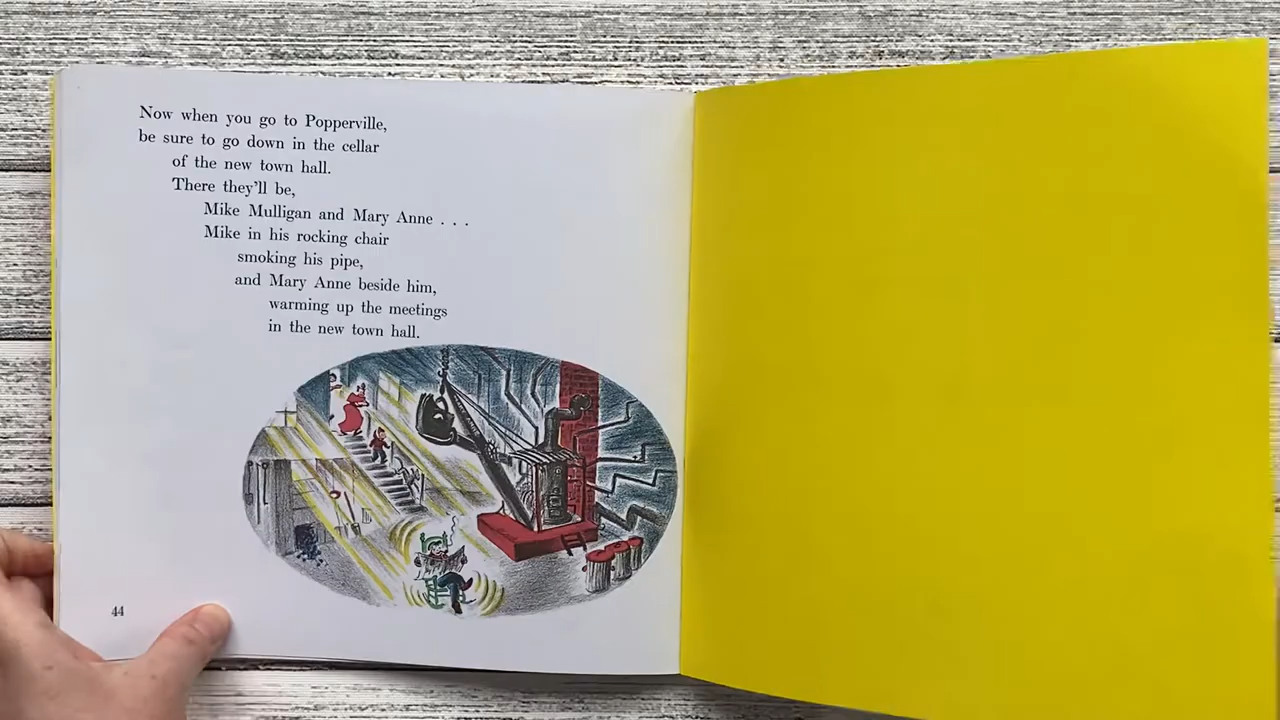 Now when you go to Popperville,
be sure to go down in the cellar
of the new town hall.
There they'll be,
Mike Mulligan and Mary Anne . . .
Mike in his rocking chair
smoking his pipe,
and Mary Anne beside him,
warming up the meetings
in the new town hall.
44